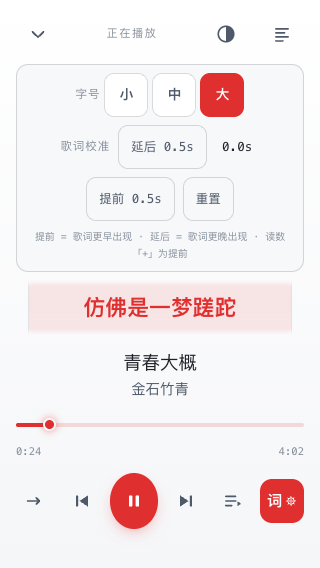 正在播放
字号 小 中 大
歌词校准 延后 0.5s 0.0s
提前 0.5s 重置
提前 = 歌词更早出现 · 延后 = 歌词更晚出现 · 读数
「+」为提前
仿佛是一梦蹉跎
青春大概
金石竹青
0:24 4:02
词